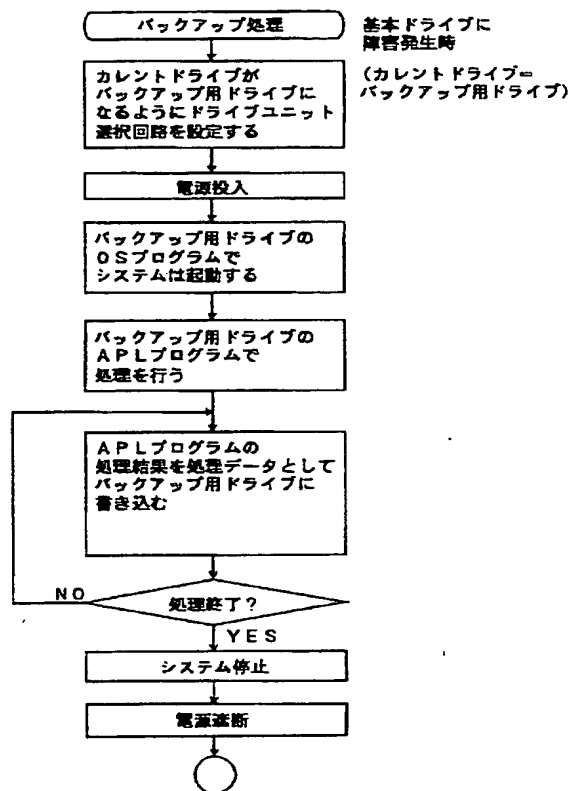 バックアップ処理
基本ドライブに
障害発生時
(カレントドライブ=
バックアップ用ドライブ)
カレントドライブが
バックアップ用ドライブに
なるようにドライブユニット
選択回路を設定する
電源投入
バックアップ用ドライブの
OSプログラムで
システムは起動する
バックアップ用ドライブの
APLプログラムで
処理を行う
APLプログラムの
処理結果を処理データとして
バックアップ用ドライブに
書き込む
NO
処理終了?
YES
システム停止
電源遮断